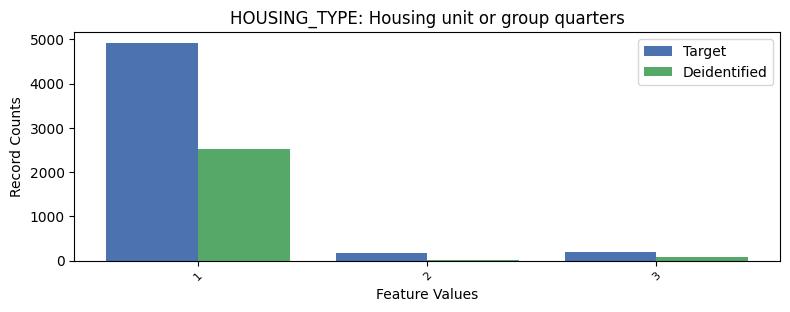 HOUSING_TYPE: Housing unit or group quarters
Target
Deidentified
Record Counts
5000
4000
3000
2000
1000
0
1 2 3
Feature Values